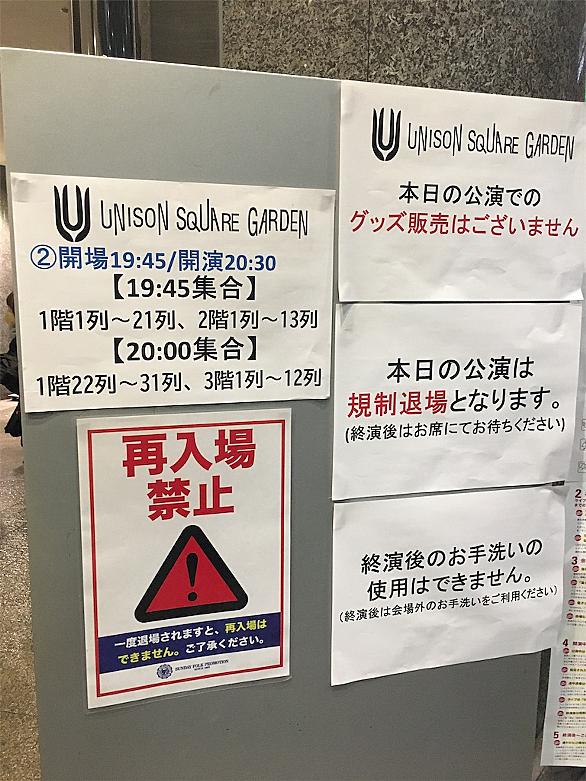 UNISON SQUARE GARDEN
②開場19:45/開演20:30
【19:45集合】
1階1列～21列、2階1列～13列
【20:00集合】
1階22列～31列、3階1列～12列
再入場
禁止
一度退場されますと、再入場は
できません。ご了承ください。
SUNDAY FOLK PROMOTION
UNISON SQUARE GARDEN
本日の公演での
グッズ販売はございません
本日の公演は
規制退場となります。
(終演後はお席にてお待ちください)
終演後のお手洗いの
使用はできません。
(終演後は会場外のお手洗いをご利用ください)
2
3
4
5